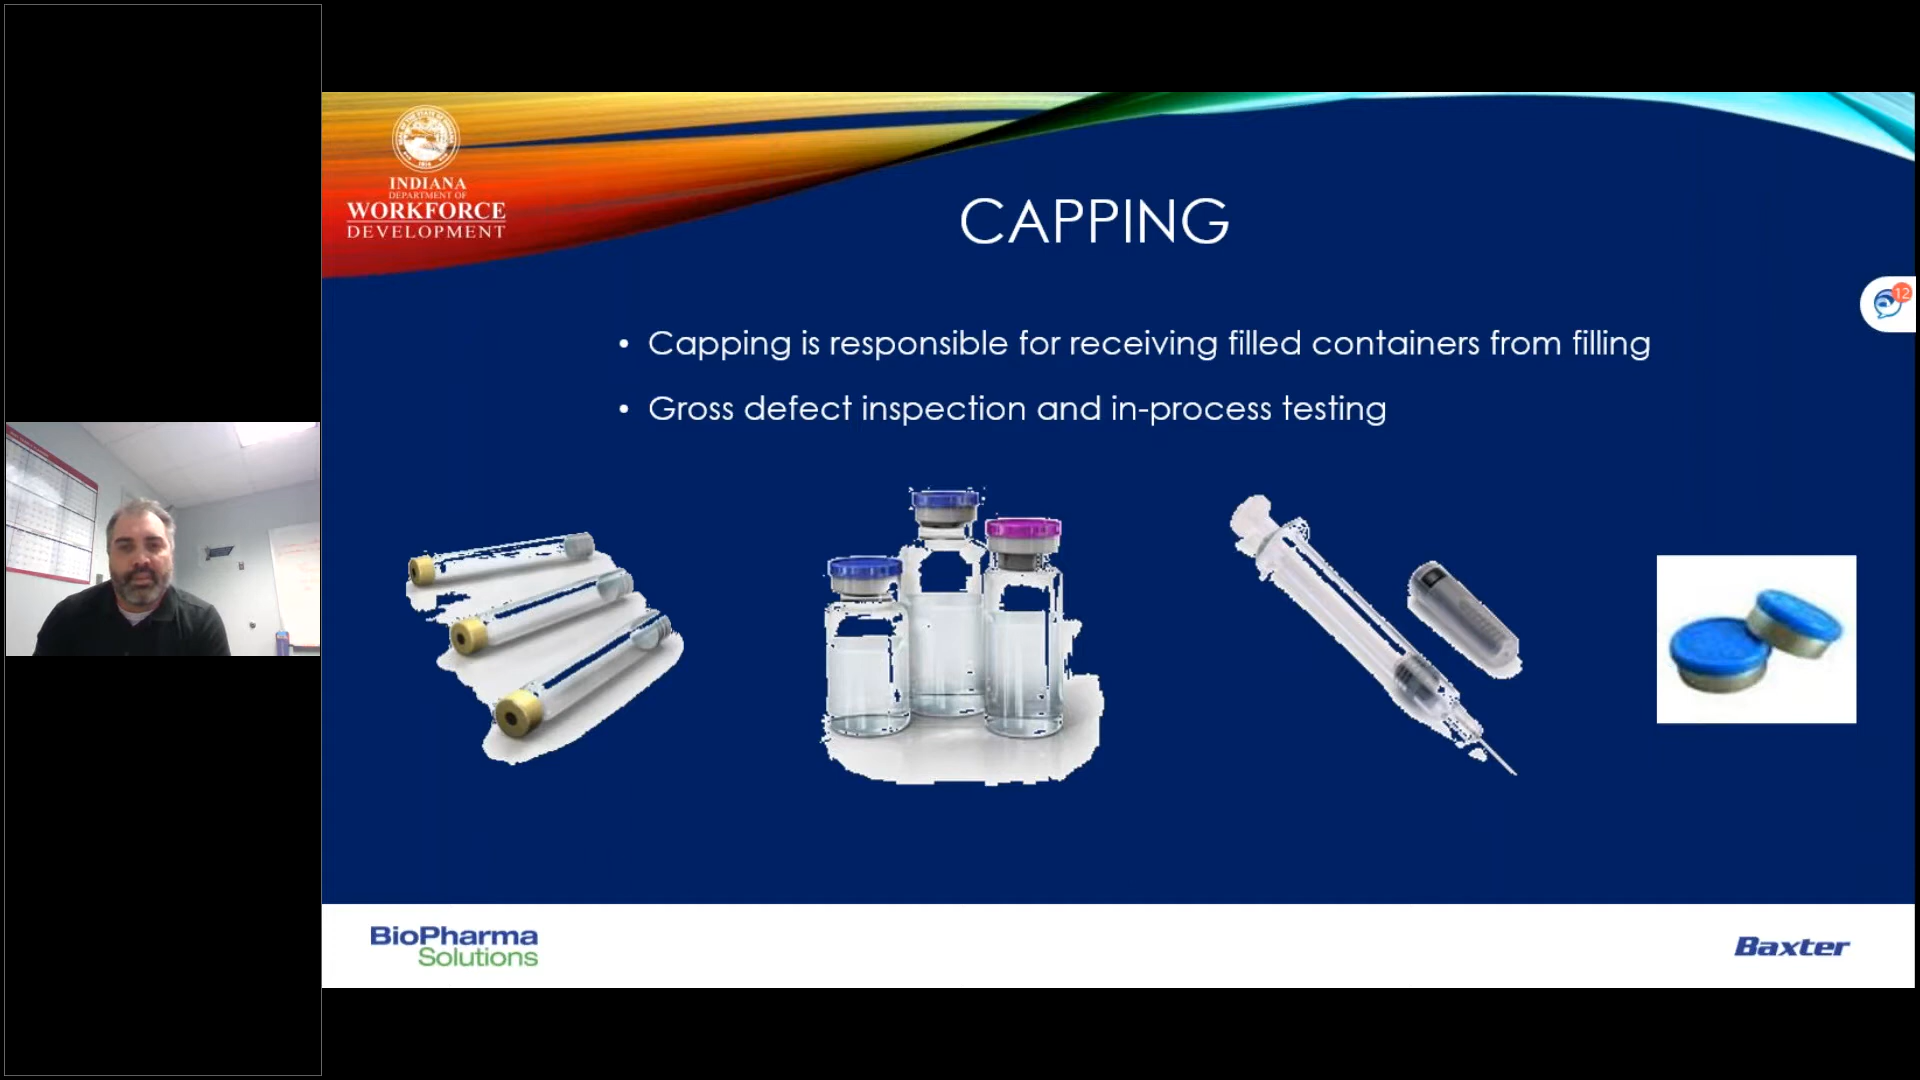 INDIANA
DEPARTMENT OF
WORKFORCE
DEVELOPMENT
CAPPING
12
• Capping is responsible for receiving filled containers from filling
• Gross defect inspection and in-process testing
BioPharma
Solutions
Baxter